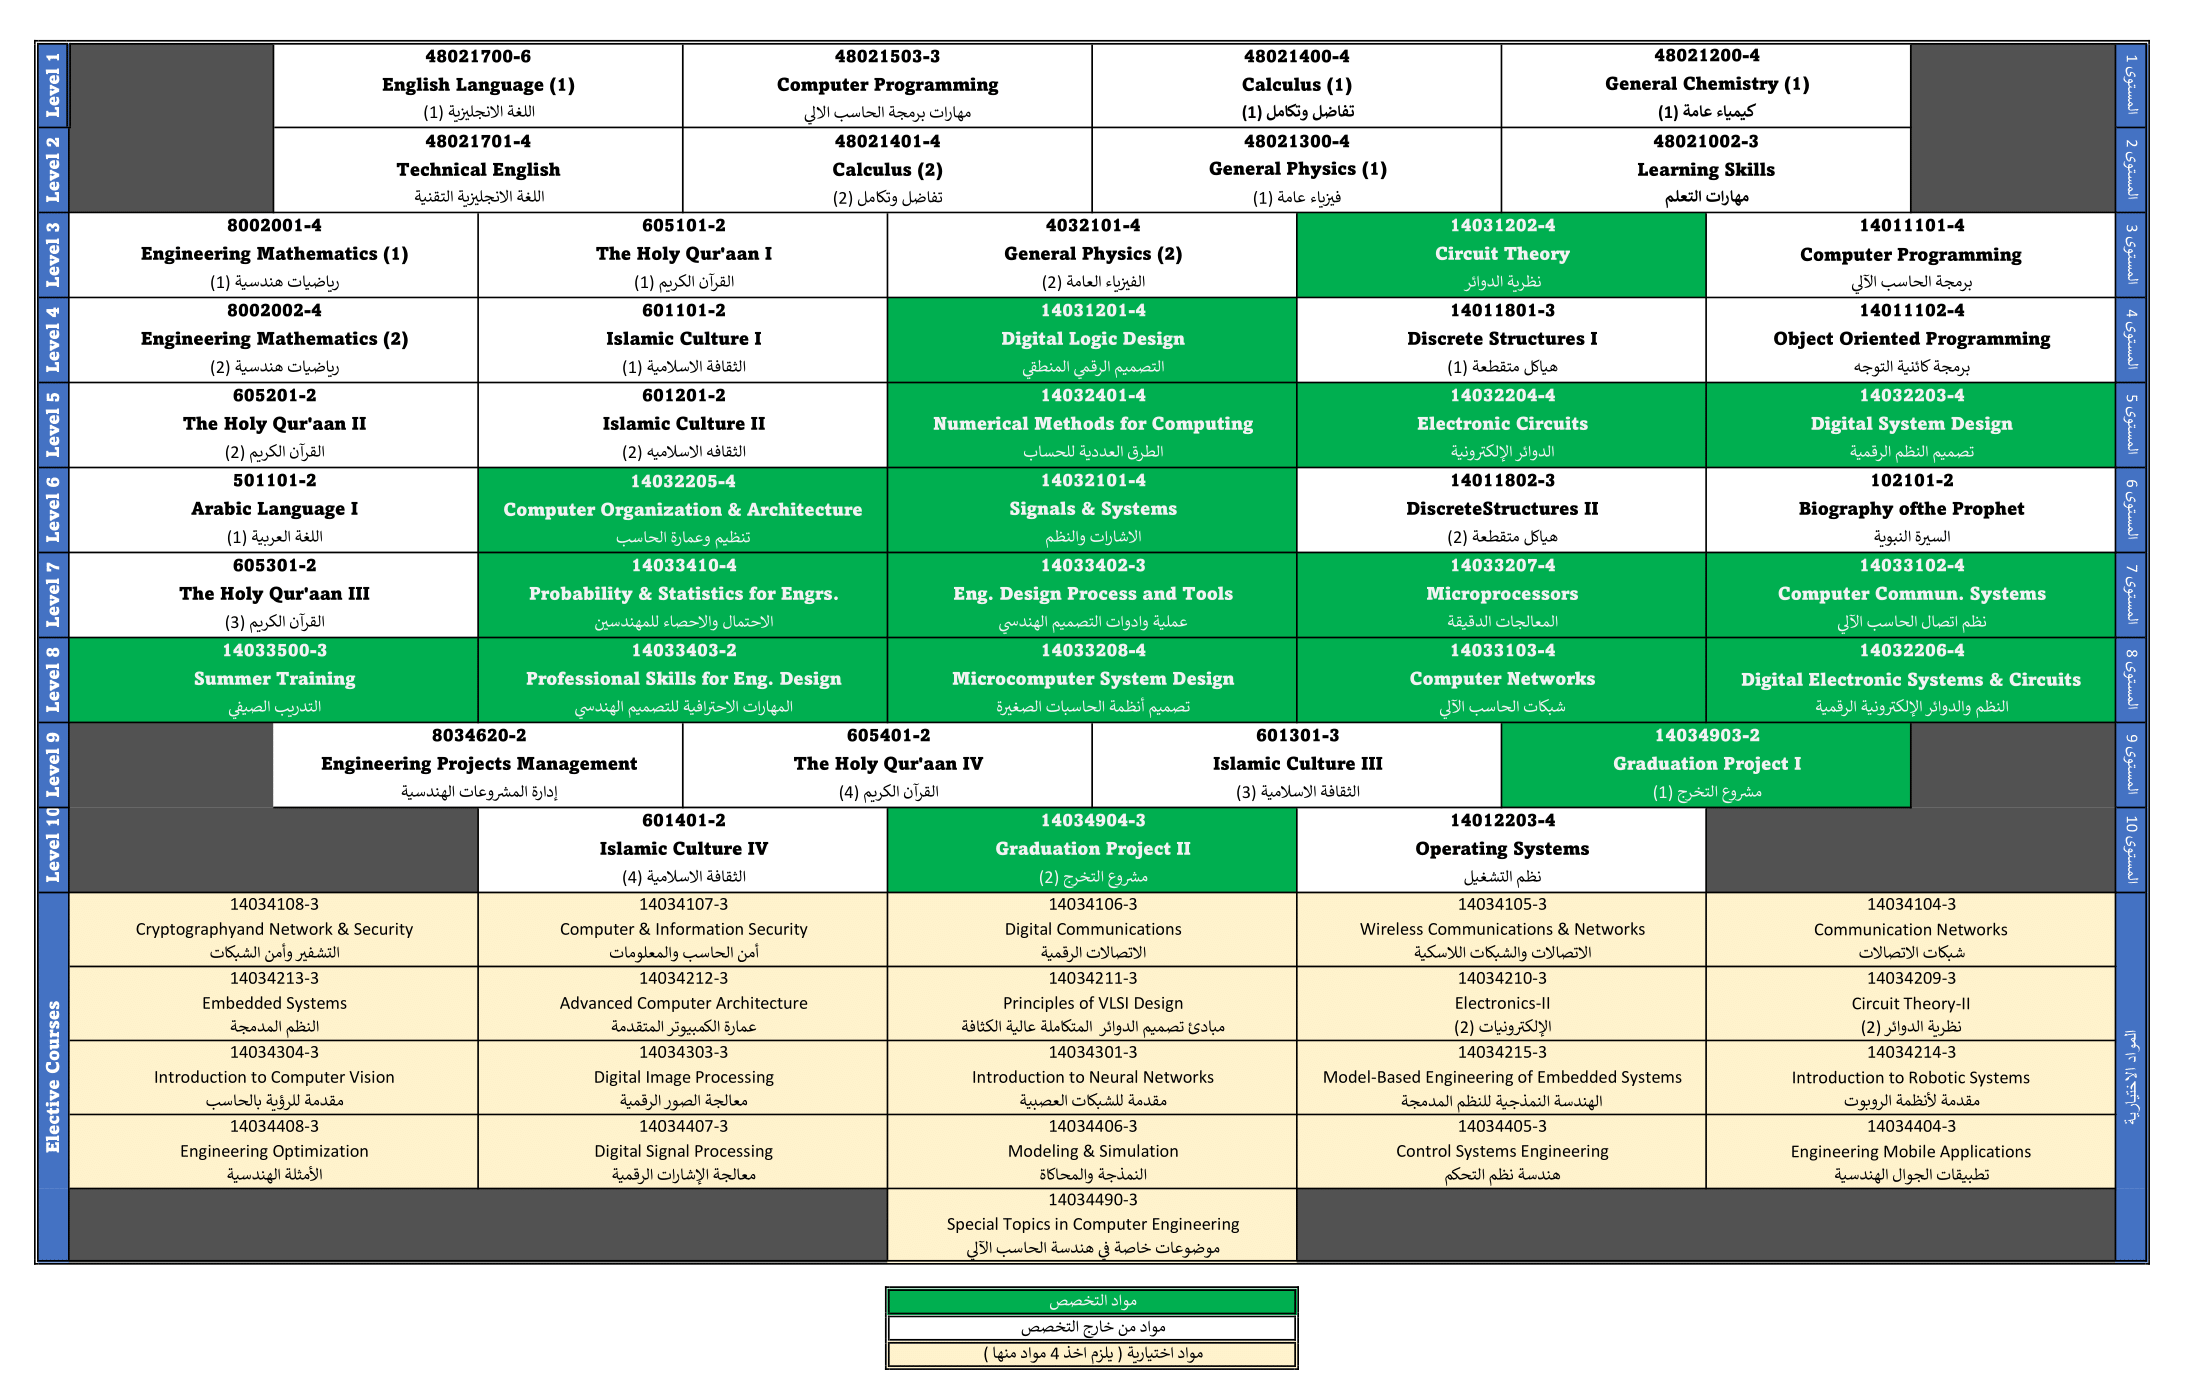 Level 1
48021700-6
English Language (1)
اللغة الانجليزية (1)
48021503-3
Computer Programming
مهارات برمجة الحاسب الالي
48021400-4
Calculus (1)
تفاضل وتكامل (1)
48021200-4
General Chemistry (1)
كيمياء عامة (1)
المستوى 1
Level 2
48021701-4
Technical English
اللغة الانجليزية التقنية
48021401-4
Calculus (2)
تفاضل وتكامل (2)
48021300-4
General Physics (1)
فيزياء عامة (1)
48021002-3
Learning Skills
مهارات التعلم
المستوى 2
Level 3
8002001-4
Engineering Mathematics (1)
رياضيات هندسية (1)
605101-2
The Holy Qur'aan I
القرآن الكريم (1)
4032101-4
General Physics (2)
الفيزياء العامة (2)
14031202-4
Circuit Theory
نظرية الدوائر
14011101-4
Computer Programming
برمجة الحاسب الآلي
المستوى 3
Level 4
8002002-4
Engineering Mathematics (2)
رياضيات هندسية (2)
601101-2
Islamic Culture I
الثقافة الاسلامية (1)
14031201-4
Digital Logic Design
التصميم الرقمي المنطقي
14011801-3
Discrete Structures I
هياكل متقطعة (1)
14011102-4
Object Oriented Programming
برمجة كائنية التوجه
المستوى 4
Level 5
605201-2
The Holy Qur'aan II
القرآن الكريم (2)
601201-2
Islamic Culture II
الثقافه الاسلاميه (2)
14032401-4
Numerical Methods for Computing
الطرق العددية للحساب
14032204-4
Electronic Circuits
الدوائر الإلكترونية
14032203-4
Digital System Design
تصميم النظم الرقمية
المستوى 5
Level 6
501101-2
Arabic Language I
اللغة العربية (1)
14032205-4
Computer Organization & Architecture
تنظيم وعمارة الحاسب
14032101-4
Signals & Systems
الاشارات والنظم
14011802-3
DiscreteStructures II
هياكل متقطعة (2)
102101-2
Biography ofthe Prophet
السيرة النبوية
المستوى 6
Level 7
605301-2
The Holy Qur'aan III
القرآن الكريم (3)
14033410-4
Probability & Statistics for Engrs.
الاحتمال والاحصاء للمهندسين
14033402-3
Eng. Design Process and Tools
عملية وادوات التصميم الهندسي
14033207-4
Microprocessors
المعالجات الدقيقة
14033102-4
Computer Commun. Systems
نظم اتصال الحاسب الآلي
المستوى 7
Level 8
14033500-3
Summer Training
التدريب الصيفي
14033403-2
Professional Skills for Eng. Design
المهارات الاحترافية للتصميم الهندسي
14033208-4
Microcomputer System Design
تصميم أنظمة الحاسبات الصغيرة
14033103-4
Computer Networks
شبكات الحاسب الآلي
14032206-4
Digital Electronic Systems & Circuits
النظم والدوائر الإلكترونية الرقمية
المستوى 8
Level 9
8034620-2
Engineering Projects Management
إدارة المشروعات الهندسية
605401-2
The Holy Qur'aan IV
القرآن الكريم (4)
601301-3
Islamic Culture III
الثقافة الاسلامية (3)
14034903-2
Graduation Project I
مشروع التخرج (1)
المستوى 9
Level 10
601401-2
Islamic Culture IV
الثقافة الاسلامية (4)
14034904-3
Graduation Project II
مشروع التخرج (2)
14012203-4
Operating Systems
نظم التشغيل
المستوى 10
Elective Courses
14034108-3
Cryptographyand Network & Security
التشفير وأمن الشبكات
14034107-3
Computer & Information Security
أمن الحاسب والمعلومات
14034106-3
Digital Communications
الاتصالات الرقمية
14034105-3
Wireless Communications & Networks
الاتصالات والشبكات اللاسكية
14034104-3
Communication Networks
شبكات الاتصالات
14034213-3
Embedded Systems
النظم المدمجة
14034212-3
Advanced Computer Architecture
عمارة الكمبيوتر المتقدمة
14034211-3
Principles of VLSI Design
مبادئ تصميم الدوائر المتكاملة عالية الكثافة
14034210-3
Electronics-II
الإلكترونيات (2)
14034209-3
Circuit Theory-II
نظرية الدوائر (2)
14034304-3
Introduction to Computer Vision
مقدمة للرؤية بالحاسب
14034303-3
Digital Image Processing
معالجة الصور الرقمية
14034301-3
Introduction to Neural Networks
مقدمة للشبكات العصبية
14034215-3
Model-Based Engineering of Embedded Systems
الهندسة النمذجية للنظم المدمجة
14034214-3
Introduction to Robotic Systems
مقدمة لأنظمة الروبوت
14034408-3
Engineering Optimization
الأمثلة الهندسية
14034407-3
Digital Signal Processing
معالجة الإشارات الرقمية
14034406-3
Modeling & Simulation
النمذجة والمحاكاة
14034405-3
Control Systems Engineering
هندسة نظم التحكم
14034404-3
Engineering Mobile Applications
تطبيقات الجوال الهندسية
14034490-3
Special Topics in Computer Engineering
موضوعات خاصة في هندسة الحاسب الآلي
مواد التخصص
مواد من خارج التخصص
مواد اختيارية ( يلزم اخذ 4 مواد منها )